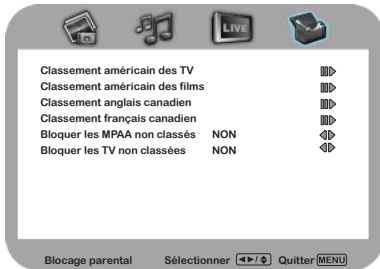 LIVE
Classement américain des TV
Classement américain des films
Classement anglais canadien
Classement français canadien
Bloquer les MPAA non classés NON
Bloquer les TV non classées NON
Blocage parental Sélectionner ◄►/♦ Quitter MENU